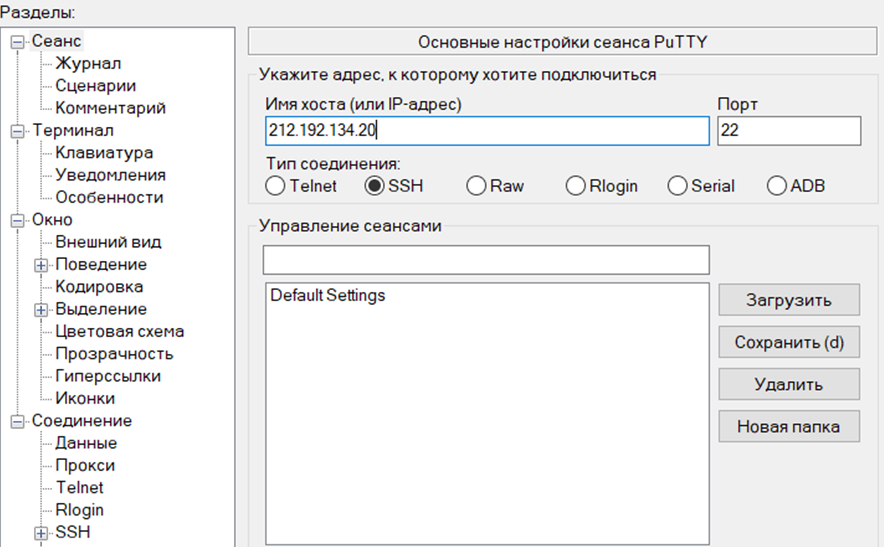 Разделы:
Сеанс
Журнал
Сценарии
Комментарий
Терминал
Клавиатура
Уведомления
Особенности
Окно
Внешний вид
Поведение
Кодировка
Выделение
Цветовая схема
Прозрачность
Гиперссылки
Иконки
Соединение
Данные
Прокси
Telnet
Rlogin
SSH
Основные настройки сеанса PuTTY
Укажите адрес, к которому хотите подключиться
Имя хоста (или IP-адрес) Порт
212.192.134.20 22
Тип соединения:
Telnet SSH Raw Rlogin Serial ADB
Управление сеансами
Default Settings
Загрузить
Сохранить (d)
Удалить
Новая папка